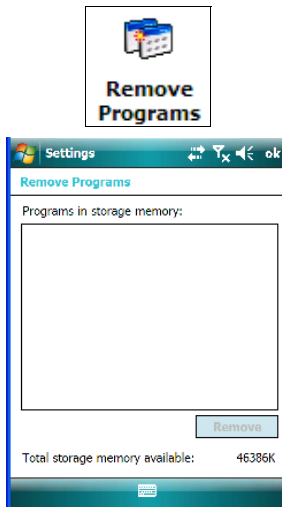 Remove
Programs
Settings ok
Remove Programs
Programs in storage memory:
Remove
Total storage memory available: 46386K